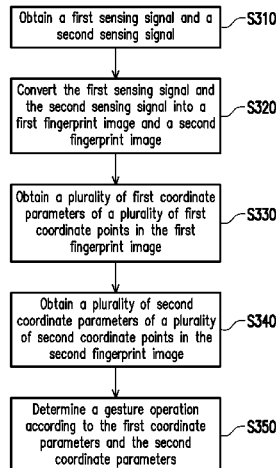 Obtain a first sensing signal and a
second sensing signal
S310
Convert the first sensing signal and
the second sensing signal into a
first fingerprint image and a second
fingerprint image
S320
Obtain a plurality of first coordinate
parameters of a plurality of first
coordinate points in the first
fingerprint image
S330
Obtain a plurality of second
coordinate parameters of a plurality
of second coordinate points in the
second fingerprint image
S340
Determine a gesture operation
according to the first coordinate
parameters and the second
coordinate parameters
S350